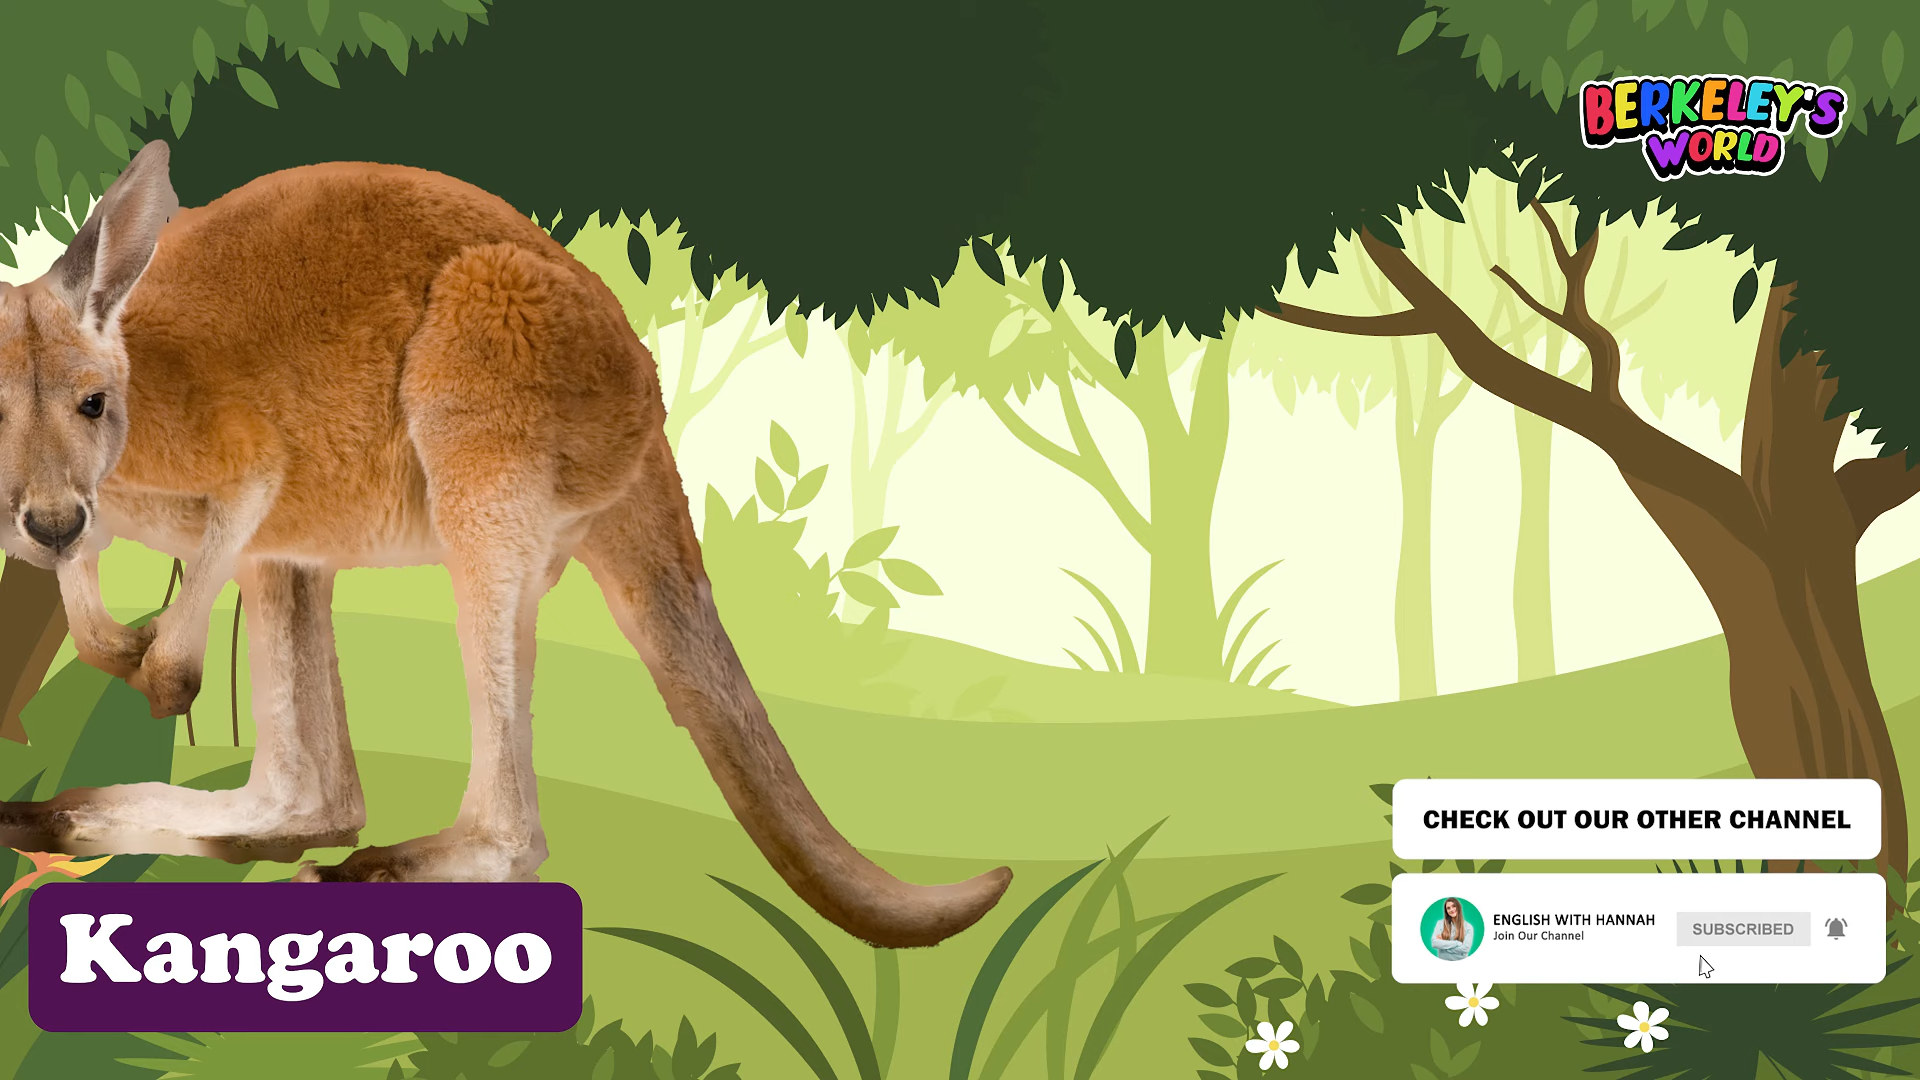 BERKELEY'S
WORLD
CHECK OUT OUR OTHER CHANNEL
ENGLISH WITH HANNAH
Join Our Channel
SUBSCRIBED
Kangaroo